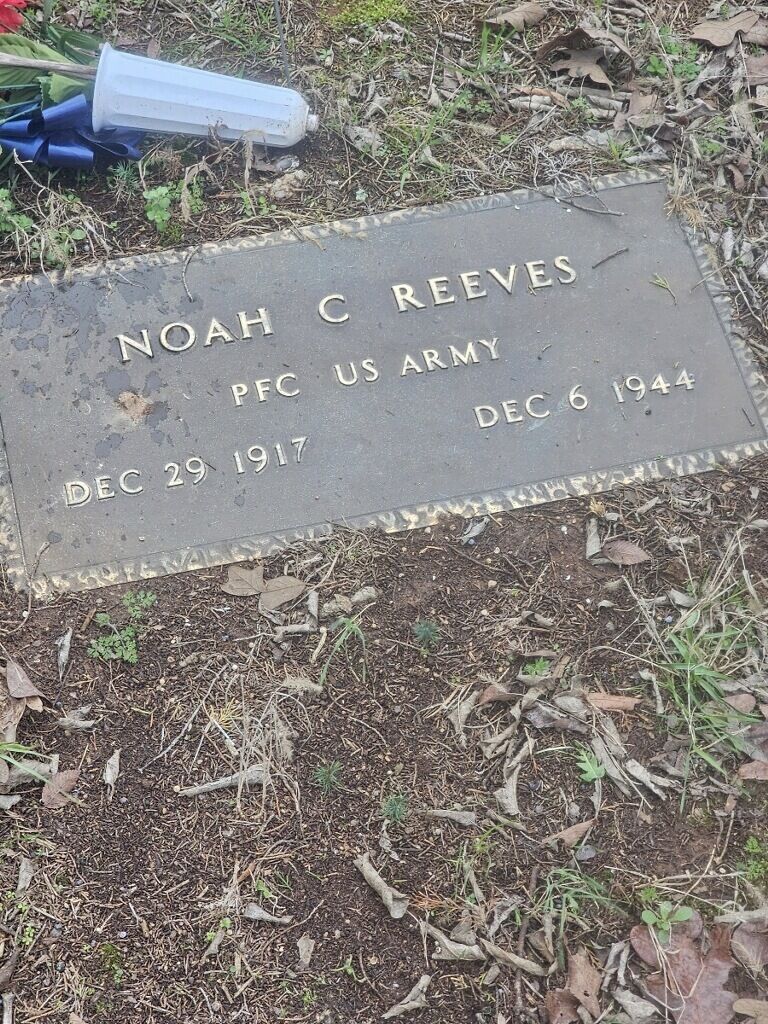 NOAH C REEVES
PFC US ARMY
DEC 29 1917 DEC 6 1944